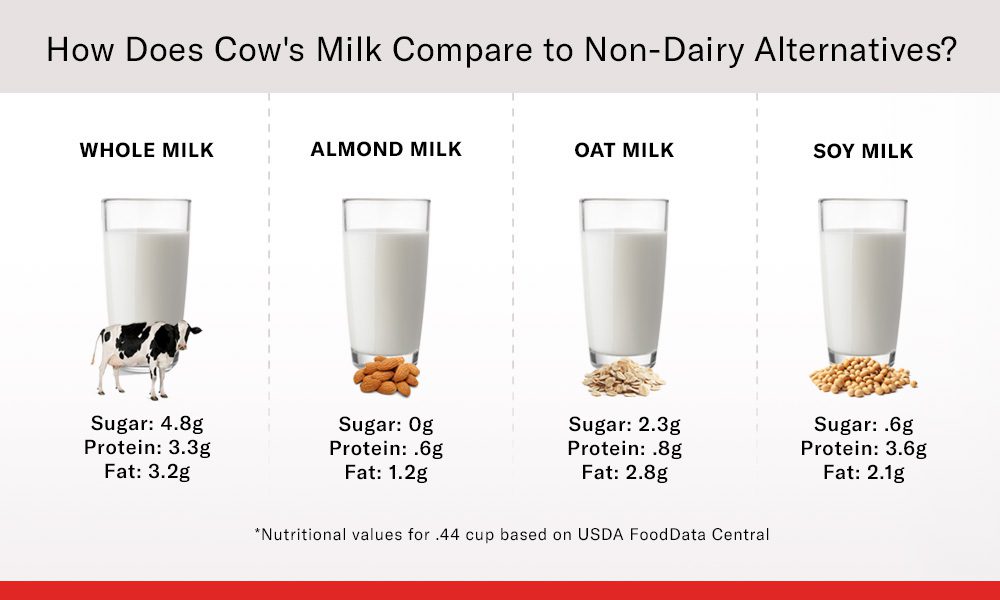 How Does Cow's Milk Compare to Non-Dairy Alternatives?
WHOLE MILK
Sugar: 4.8g
Protein: 3.3g
Fat: 3.2g
ALMOND MILK
Sugar: 0g
Protein: .6g
Fat: 1.2g
OAT MILK
Sugar: 2.3g
Protein: .8g
Fat: 2.8g
SOY MILK
Sugar: .6g
Protein: 3.6g
Fat: 2.1g
*Nutritional values for .44 cup based on USDA FoodData Central